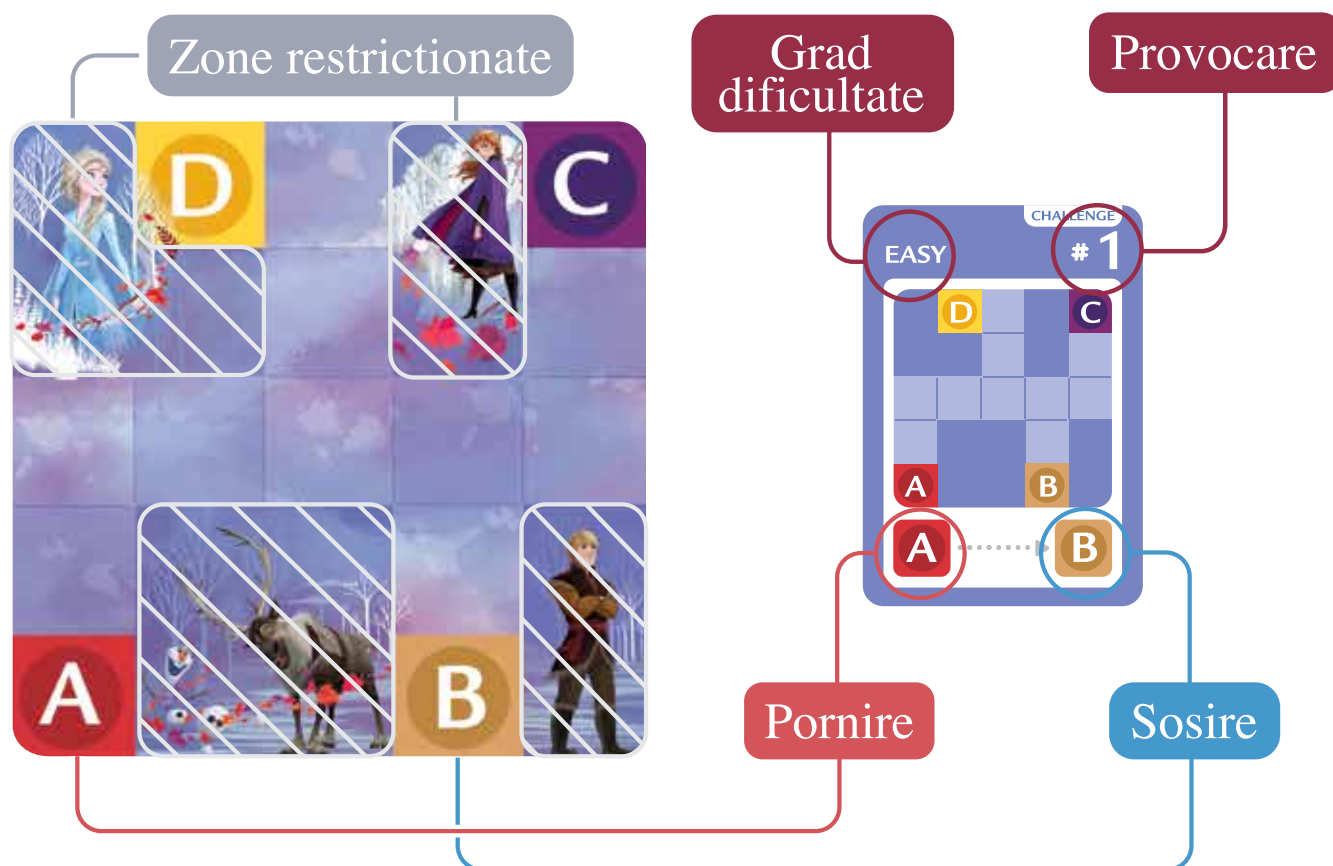 Zone restrictionate
Grad
dificultate
Provocare
D
C
A
B
CHALLENGE
EASY
#1
D
C
A
B
A
B
Pornire
Sosire